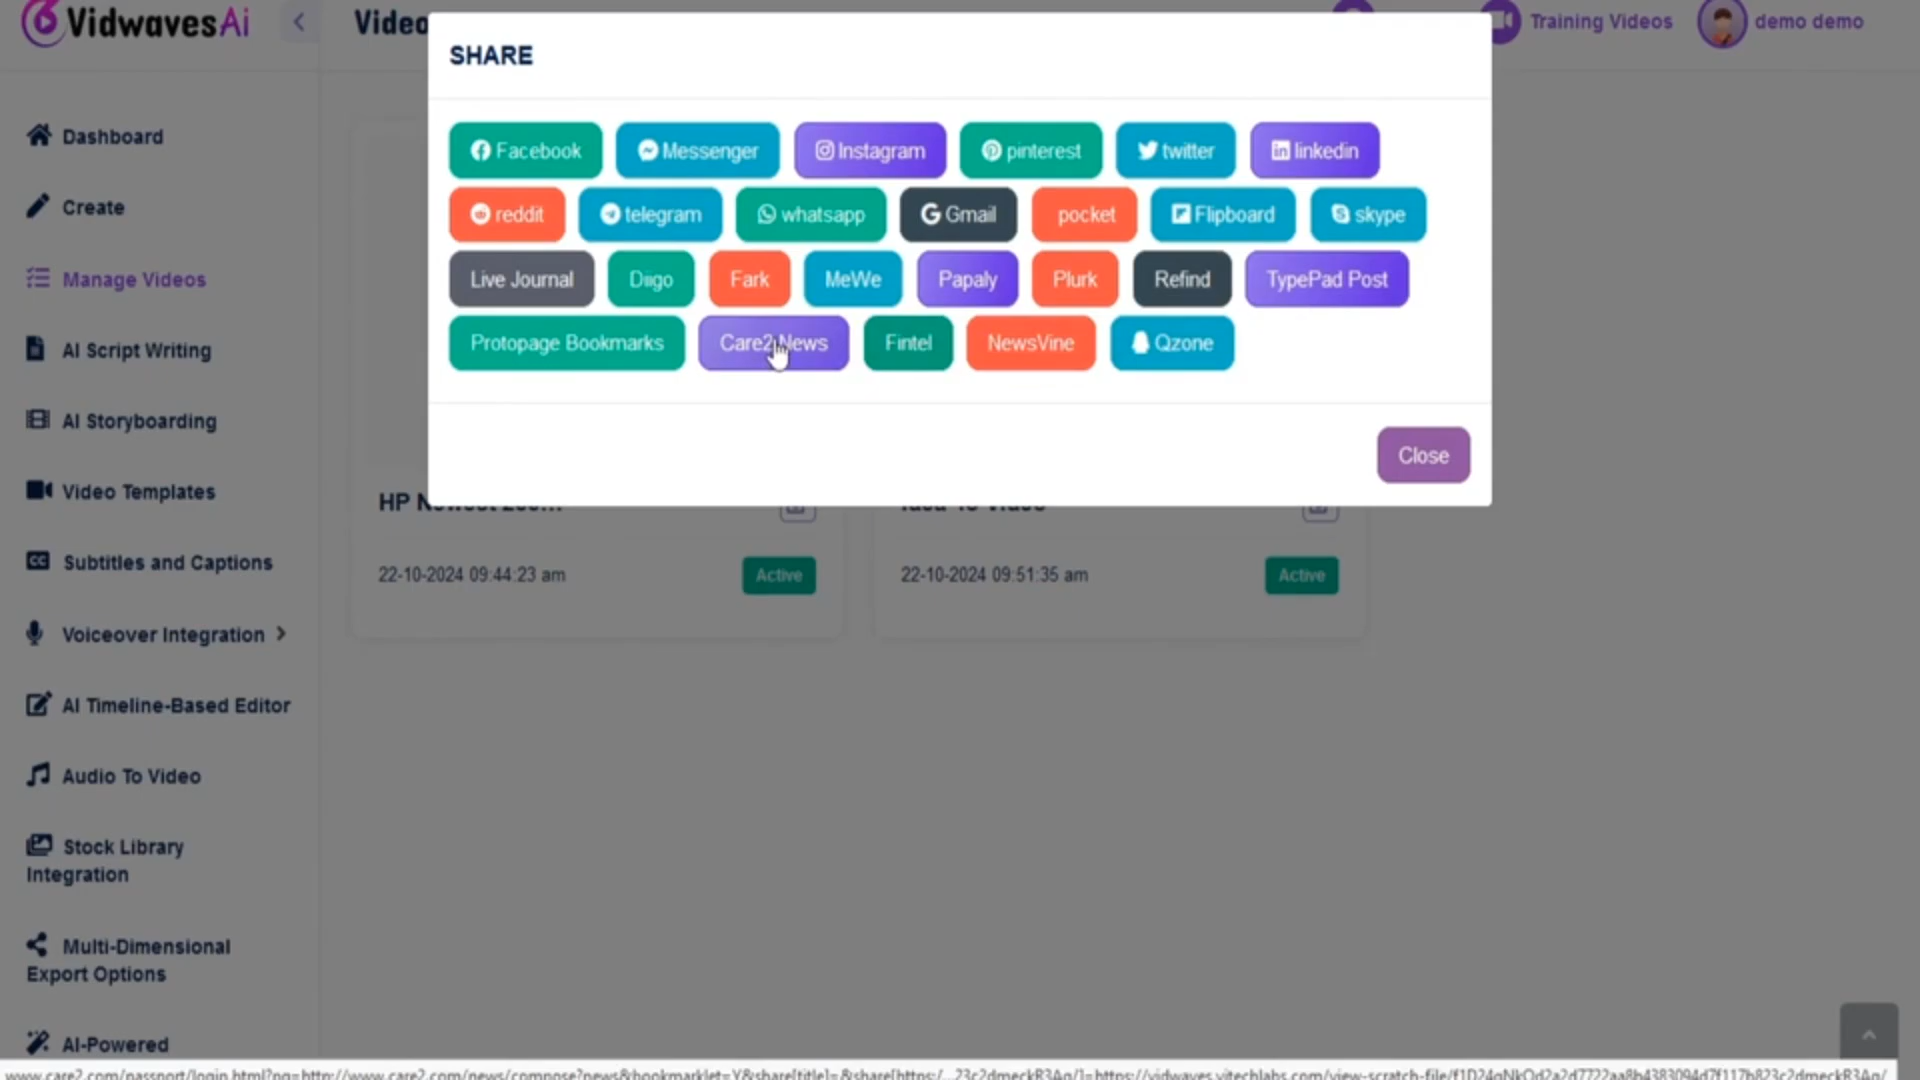 VidwavesAi
Video
Training Videos
demo demo
SHARE
Facebook
Messenger
Instagram
pinterest
twitter
linkedin
reddit
telegram
whatsapp
Gmail
pocket
Flipboard
skype
Live Journal
Diigo
Fark
MeWe
Papaly
Plurk
Refind
TypePad Post
Protopage Bookmarks
Care2 News
Fintel
NewsVine
Qzone
Close
Dashboard
Create
Manage Videos
AI Script Writing
AI Storyboarding
Video Templates
Subtitles and Captions
Voiceover Integration
AI Timeline-Based Editor
Audio To Video
Stock Library
Integration
Multi-Dimensional
Export Options
AI-Powered
HP Newest
22-10-2024 09:44:23 am
Active
Video
22-10-2024 09:51:35 am
Active